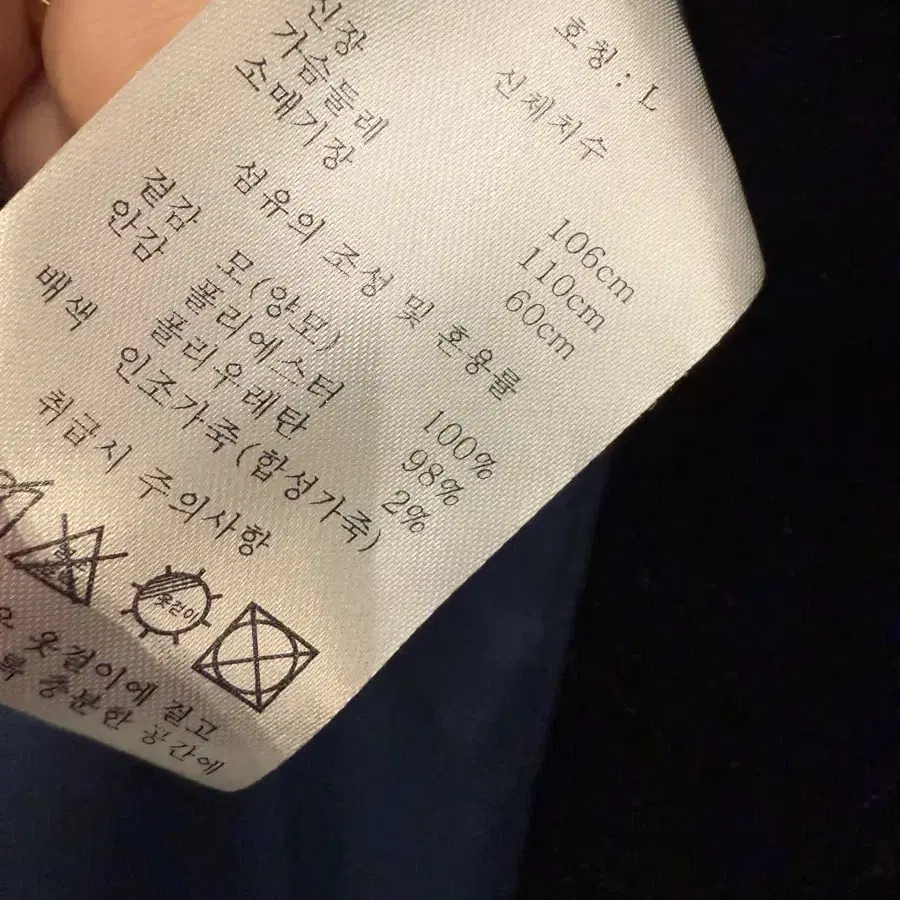 호칭 : L
신체치수
신장 106cm
가슴둘레 110cm
소매기장 60cm
섬유의 조성 및 혼용률
겉감 모(양모) 100%
안감 폴리에스터 98%
폴리우레탄 2%
배색 인조가죽(합성가죽)
취급시 주의사항
옷걸이
옷걸이에 걸고
충분한 공간에